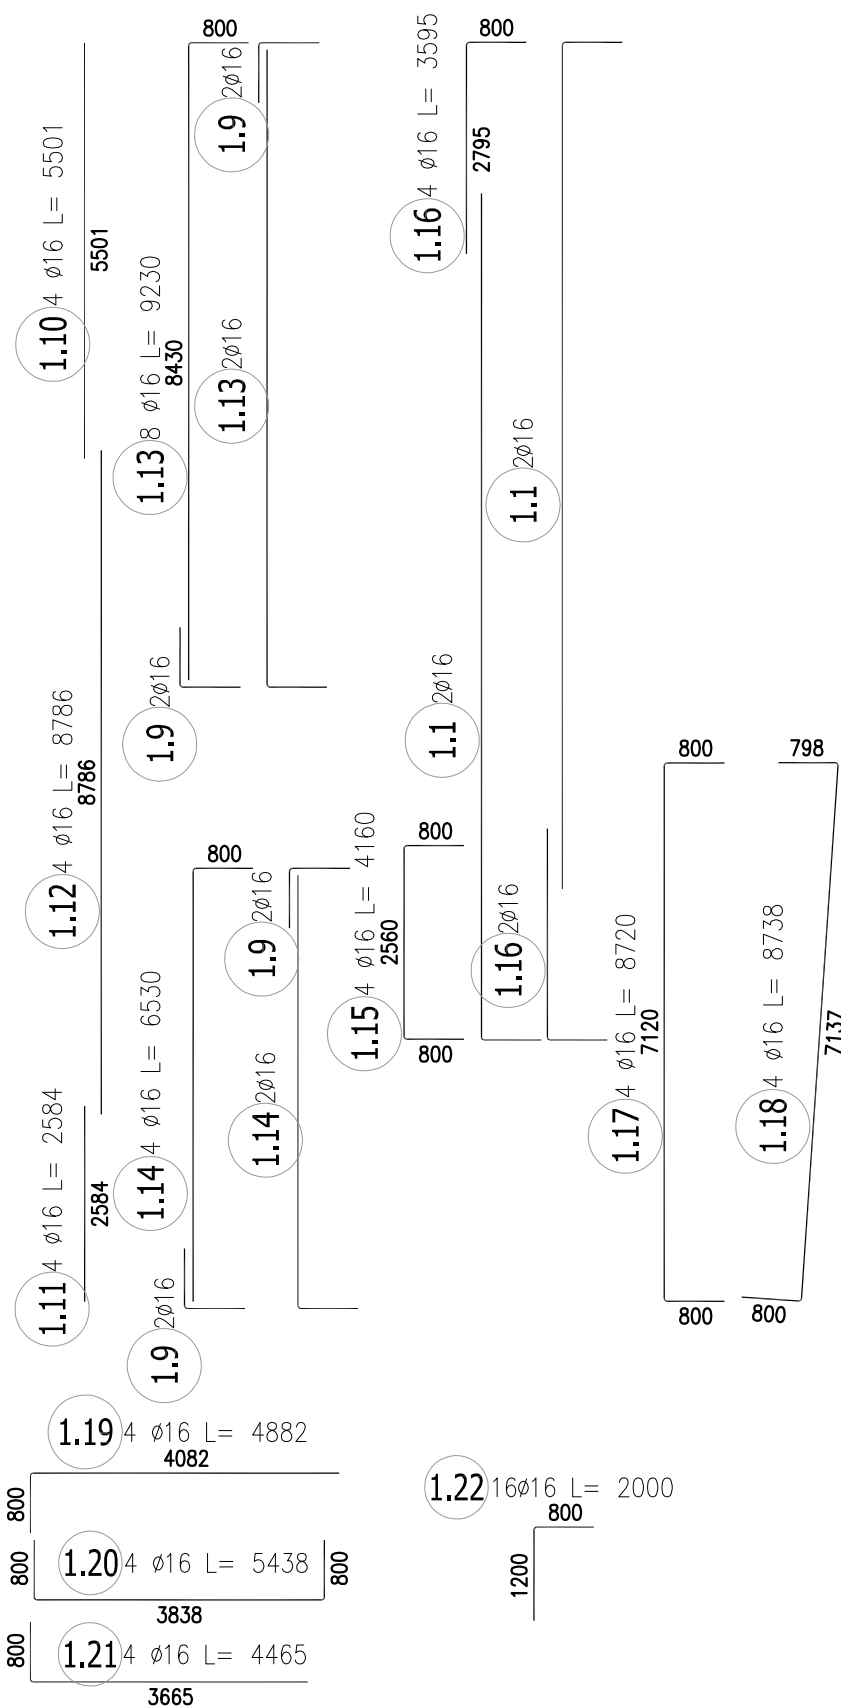 1.10 4 ø16 L= 5501
5501
1.12 4 ø16 L= 8786
8786
1.11 4 ø16 L= 2584
2584
800
1.13 8 ø16 L= 9230
8430
1.9 2ø16
1.13 2ø16
1.9 2ø16
800
1.14 4 ø16 L= 6530
1.9 2ø16
1.14 2ø16
1.9 2ø16
800
1.16 4 ø16 L= 3595
2795
1.1 2ø16
1.1 2ø16
1.16 2ø16
800
1.15 4 ø16 L= 4160
2560
800
800
1.17 4 ø16 L= 8720
7120
800
798
1.18 4 ø16 L= 8738
7137
800
1.19 4 ø16 L= 4882
4082
800
1.20 4 ø16 L= 5438
800
800
3838
1.21 4 ø16 L= 4465
800
3665
1.22 16ø16 L= 2000
800
1200